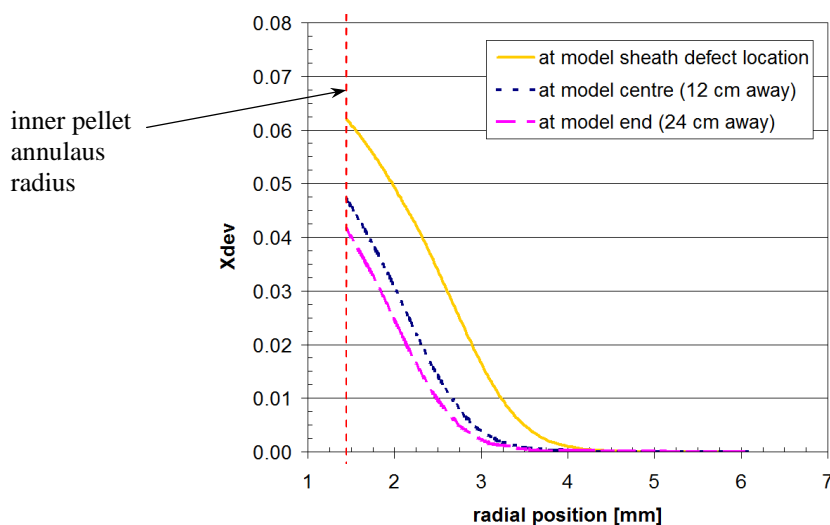 0.08
0.07
0.06
0.05
0.04
0.03
0.02
0.01
0.00
Xdev
inner pellet
annulaus
radius
at model sheath defect location
at model centre (12 cm away)
at model end (24 cm away)
1 2 3 4 5 6 7
radial position [mm]